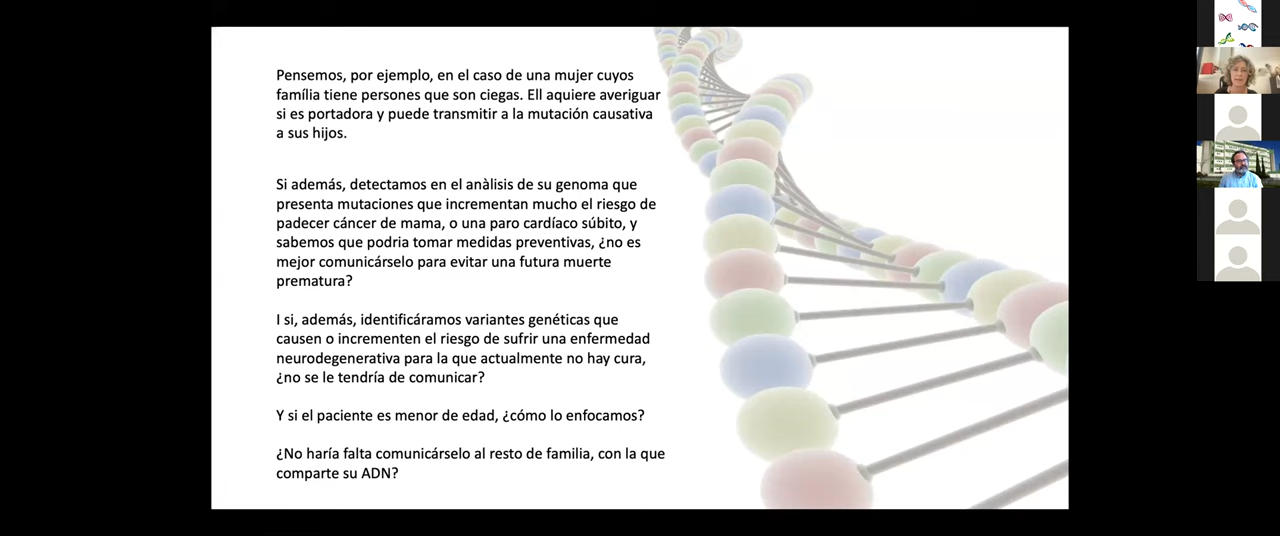 Pensemos, por ejemplo, en el caso de una mujer cuyos
família tiene personas que son ciegas. Ell aquiere averiguar
si es portadora y puede transmitir a la mutación causativa
a sus hijos.
Si además, detectamos en el anàlisis de su genoma que
presenta mutaciones que incrementan mucho el riesgo de
padecer cáncer de mama, o una paro cardíaco súbito, y
sabemos que podria tomar medidas preventivas, ¿no es
mejor comunicárselo para evitar una futura muerte
prematura?
I si, además, identificáramos variantes genéticas que
causen o incrementen el riesgo de sufrir una enfermedad
neurodegenerativa para la que actualmente no hay cura,
¿no se le tendría de comunicar?
Y si el paciente es menor de edad, ¿cómo lo enfocamos?
¿No haría falta comunicárselo al resto de familia, con la que
comparte su ADN?